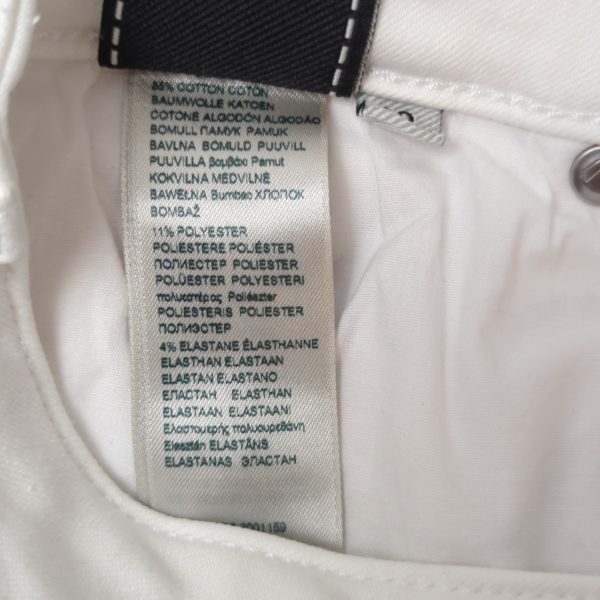 85% COTTON COTON
BAUMWOLLE KATOEN
COTONE ALGODÓN ALGODÃO
BOMULL ПАМУК PAMUK
BAVLNA BOMULD PUUVILL
PUUVILLA βαμβάκι Pamut
KOKVILNA MEDVILNĖ
BAWEŁNA Bumbac ХЛОПОК
BOMBAŽ
11% POLYESTER
POLIESTERE POLIÉSTER
ПОЛИЕСТЕР POLIESTER
POLÜESTER POLYESTERI
πολυεστέρας Poliészter
POLIESTERIS POLIESTER
ПОЛИЭСТЕР
4% ELASTANE ÉLASTHANNE
ELASTHAN ELASTAAN
ELASTAN ELASTANO
ЕЛАСТАН ELASTHAN
ELASTAAN ELASTAANI
Ελαστομερής πολυουρεθάνη
Elasztán ELASTĀNS
ELASTANAS ЭЛАСТАН